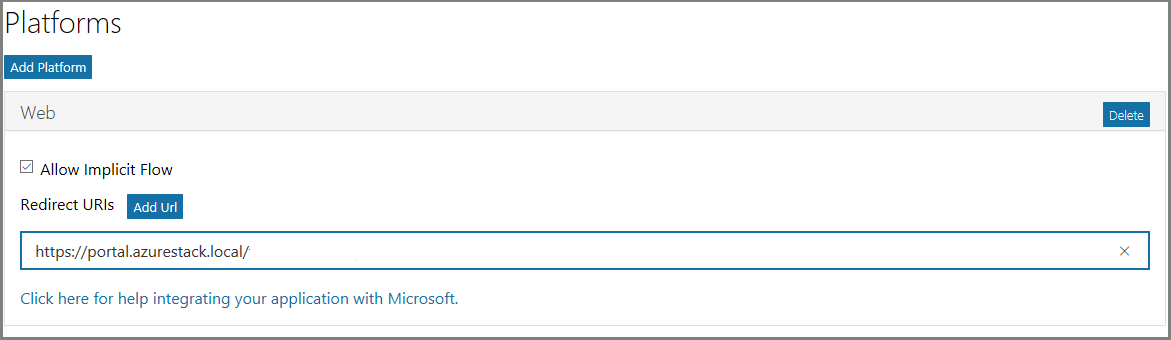 Platforms
Add Platform
Web
Delete
Allow Implicit Flow
Redirect URIs Add Url
https://portal.azurestack.local/
Click here for help integrating your application with Microsoft.